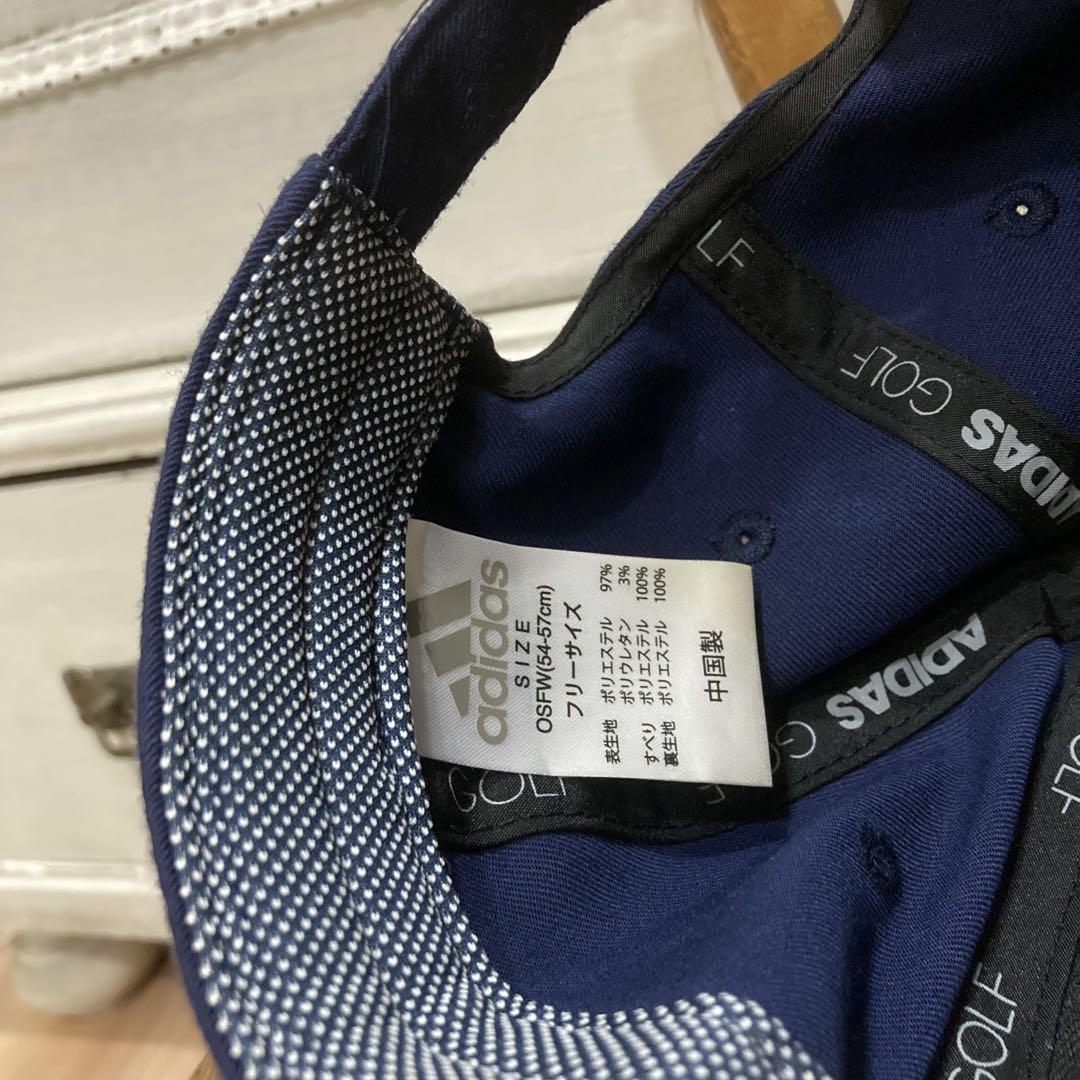 adidas
SIZE
OSFW(54-57cm)
フリーサイズ
表生地 ポリエステル 97%
ポリウレタン 3%
すべり ポリエステル 100%
裏生地 ポリエステル 100%
中国製
LF
GOLF
ADIDAS
GOLF
GO
ADIDAS
GOLF